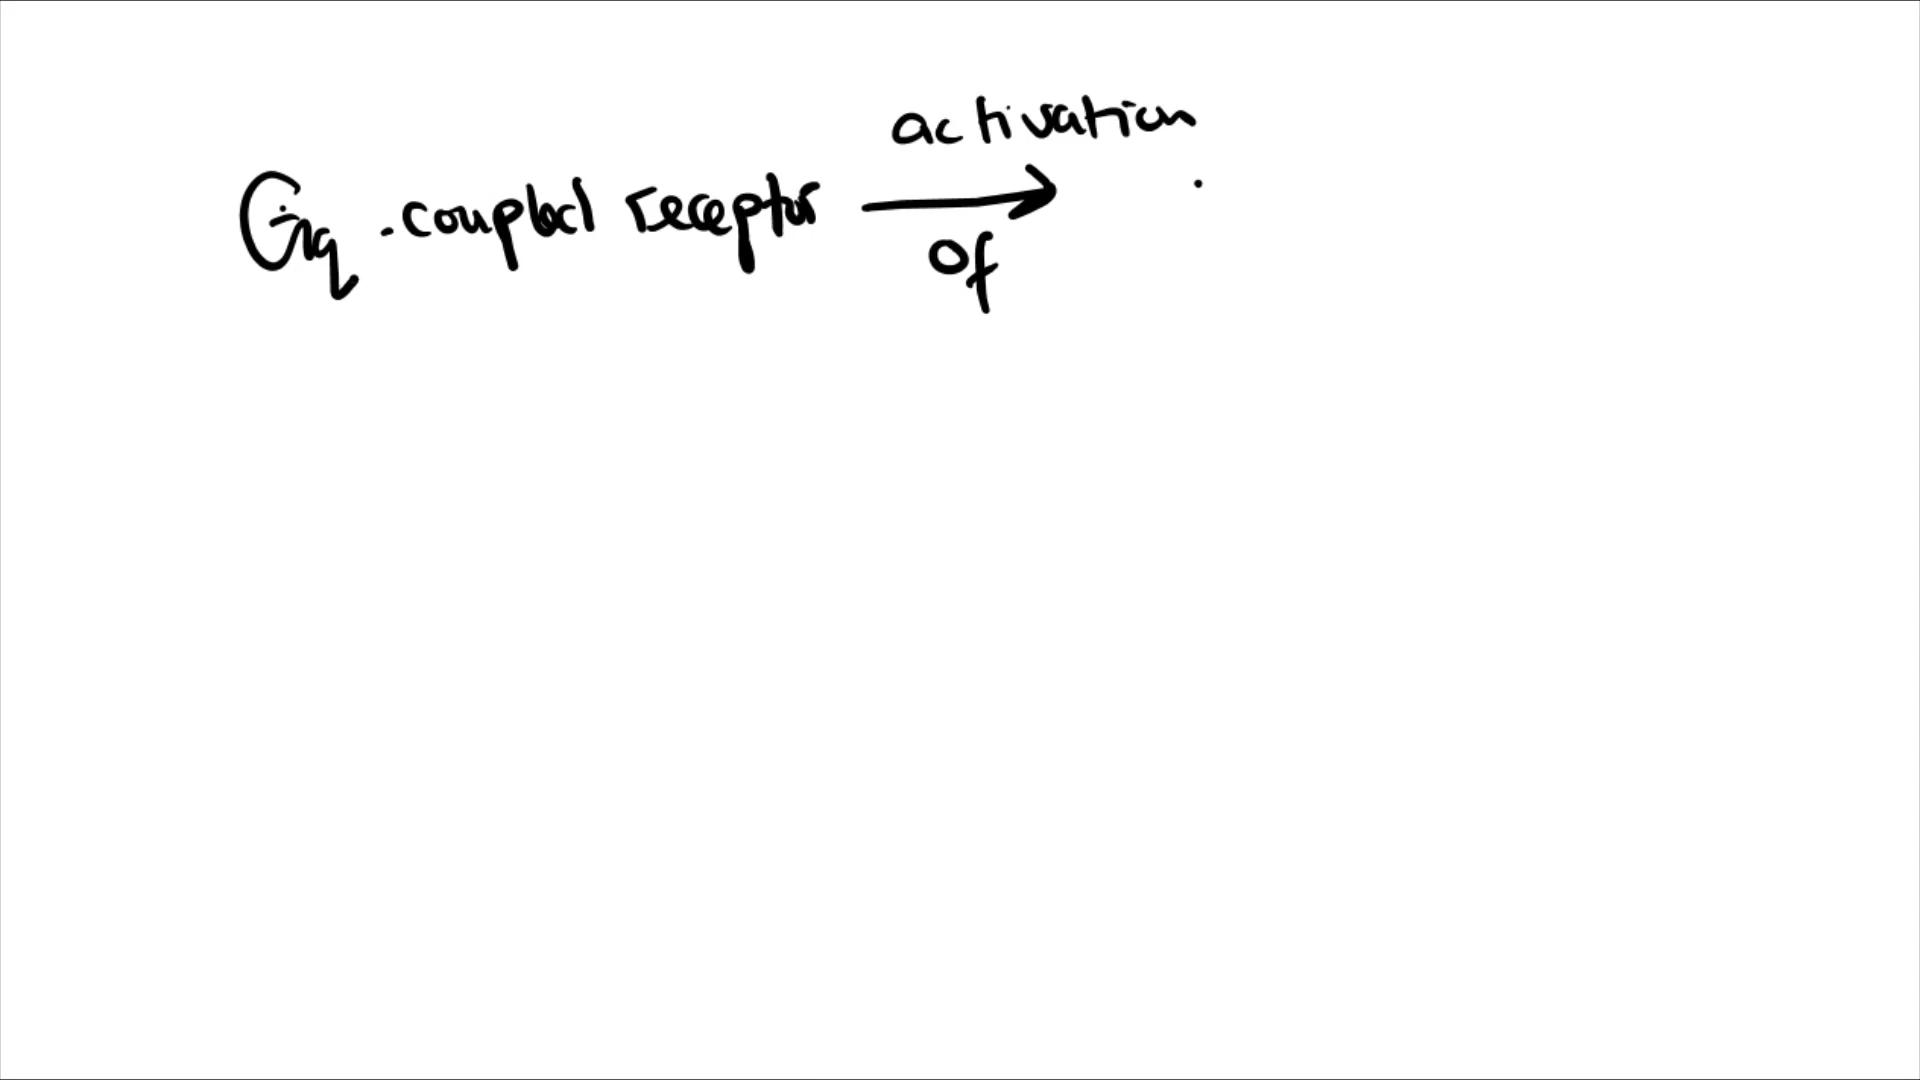 activation
Gq-coupled receptor →
of